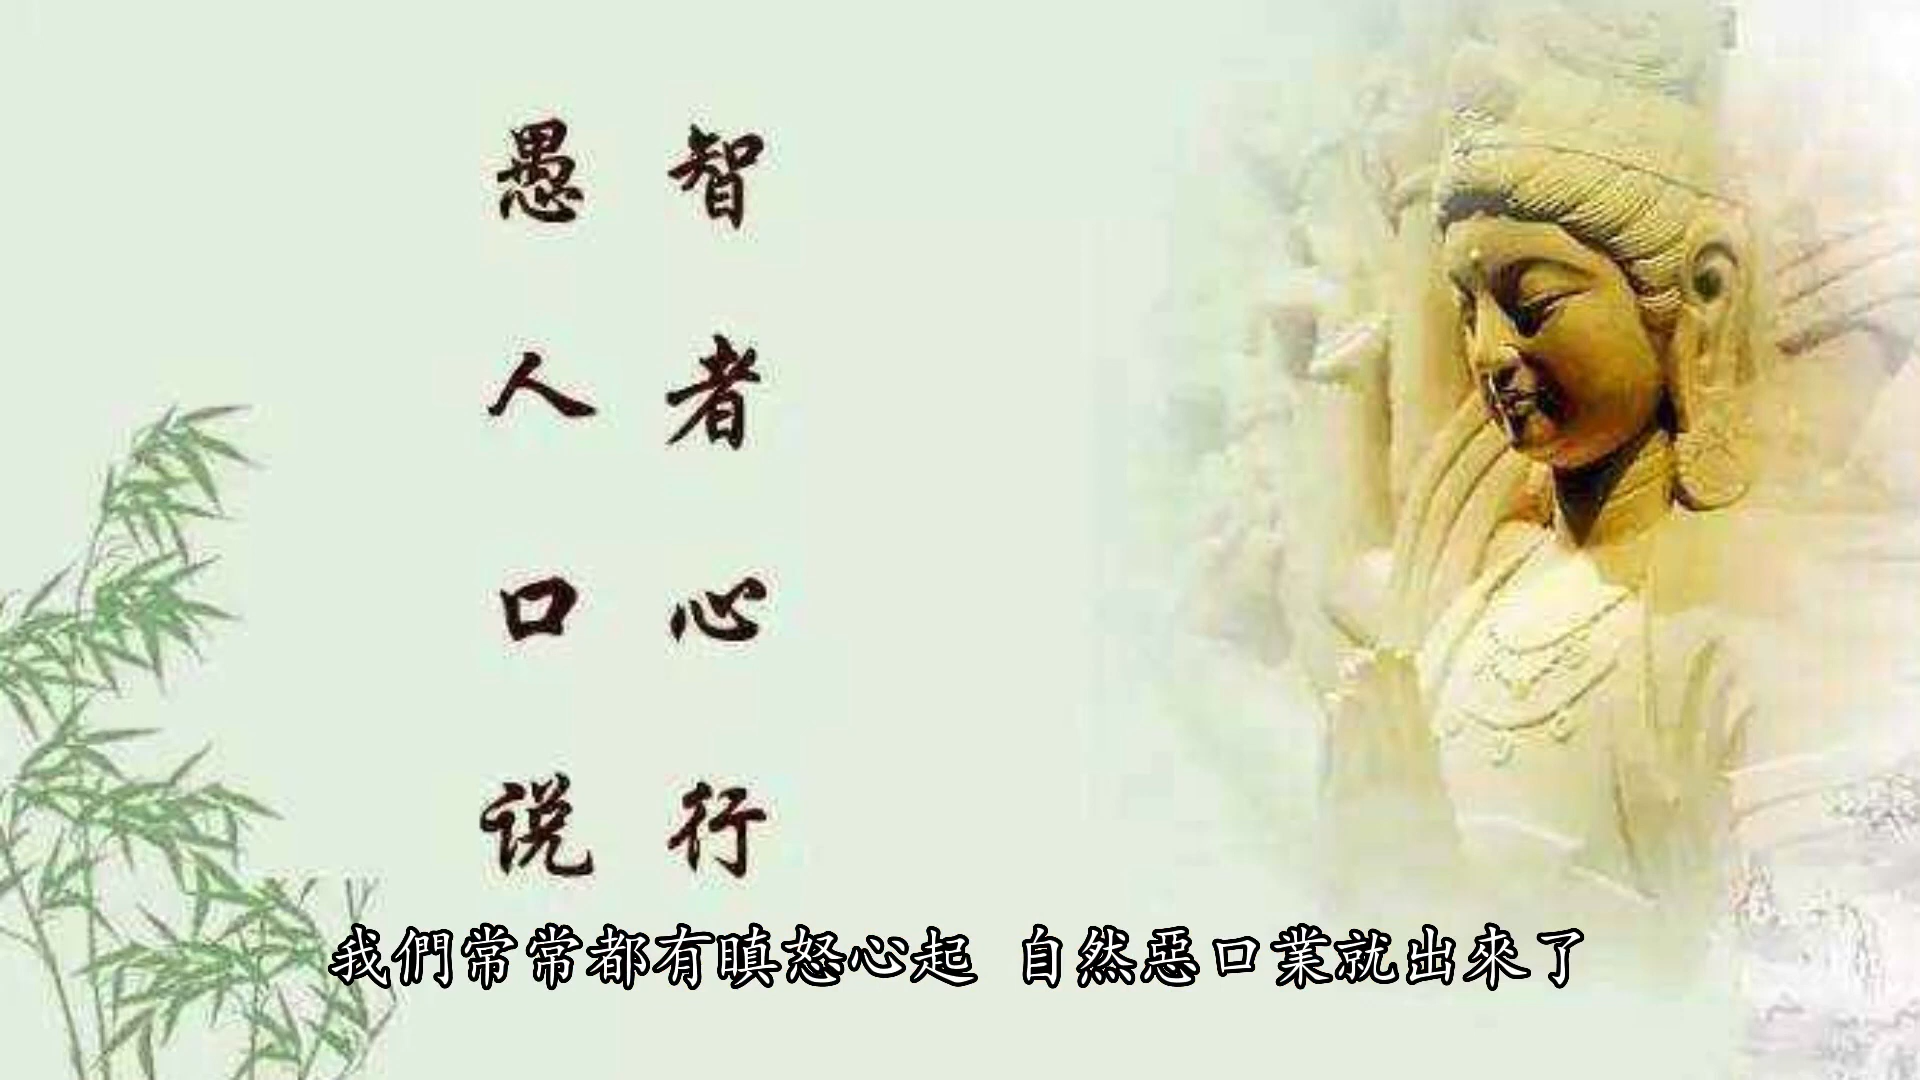 智者心行
愚人口说
我們常常都有瞋怒心起 自然惡口業就出來了